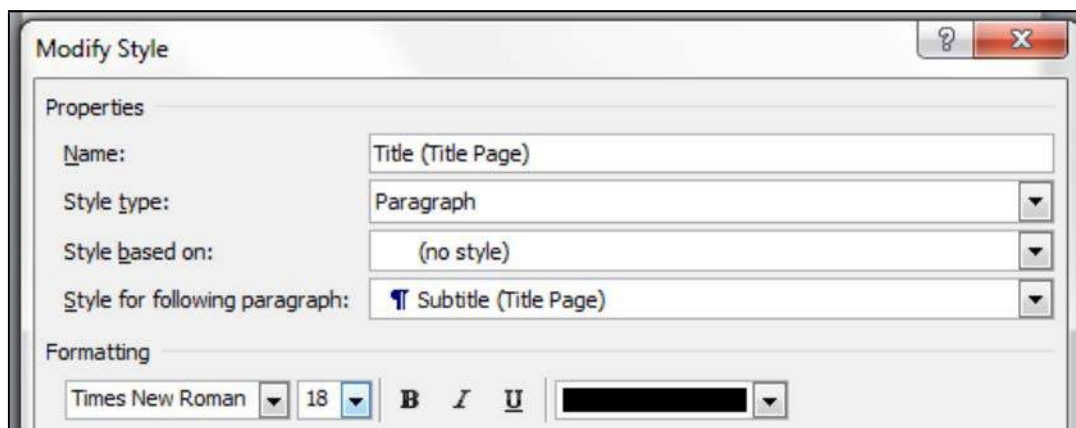 Modify Style
?
Properties
Name: Title (Title Page)
Style type: Paragraph
Style based on: (no style)
Style for following paragraph: ¶ Subtitle (Title Page)
Formatting
Times New Roman 18 B I U